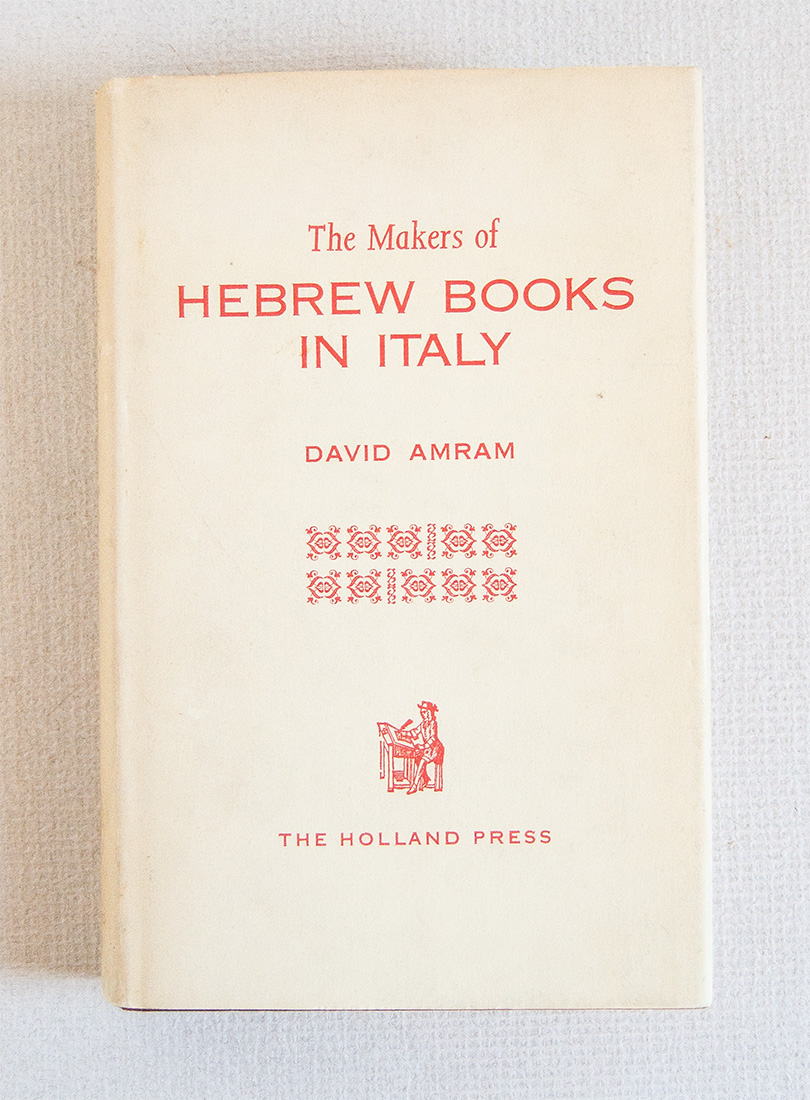 The Makers of
HEBREW BOOKS
IN ITALY
DAVID AMRAM
THE HOLLAND PRESS